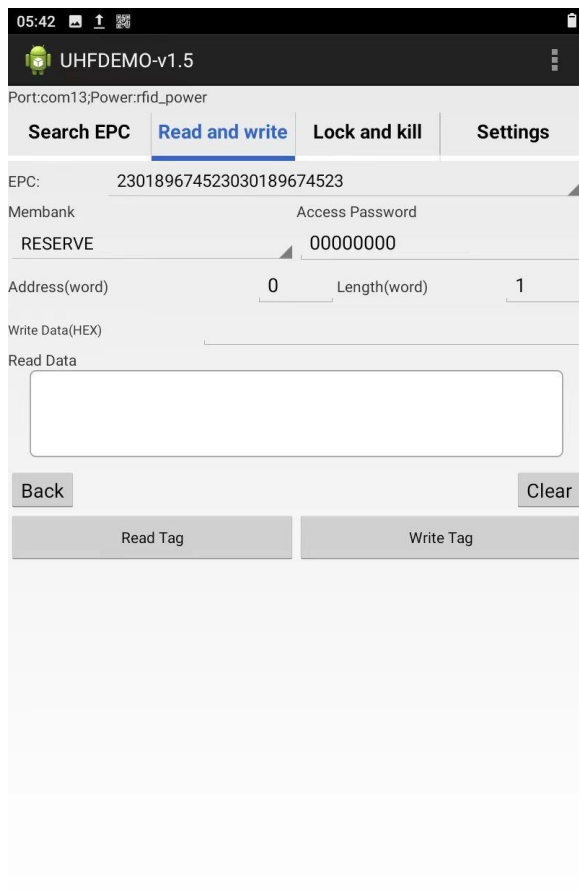 05:42
UHFDEMO-v1.5
Port:com13;Power:rfid_power
Search EPC Read and write Lock and kill Settings
EPC: 230189674523030189674523
Membank Access Password
RESERVE 00000000
Address(word) 0 Length(word) 1
Write Data(HEX)
Read Data
Back Clear
Read Tag Write Tag